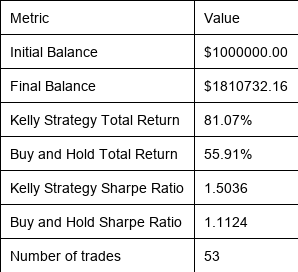 Metric Value
Initial Balance $1000000.00
Final Balance $1810732.16
Kelly Strategy Total Return 81.07%
Buy and Hold Total Return 55.91%
Kelly Strategy Sharpe Ratio 1.5036
Buy and Hold Sharpe Ratio 1.1124
Number of trades 53